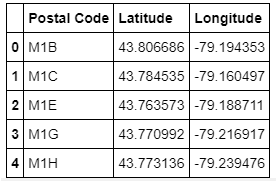 Postal Code Latitude Longitude
0 M1B 43.806686 -79.194353
1 M1C 43.784535 -79.160497
2 M1E 43.763573 -79.188711
3 M1G 43.770992 -79.216917
4 M1H 43.773136 -79.239476